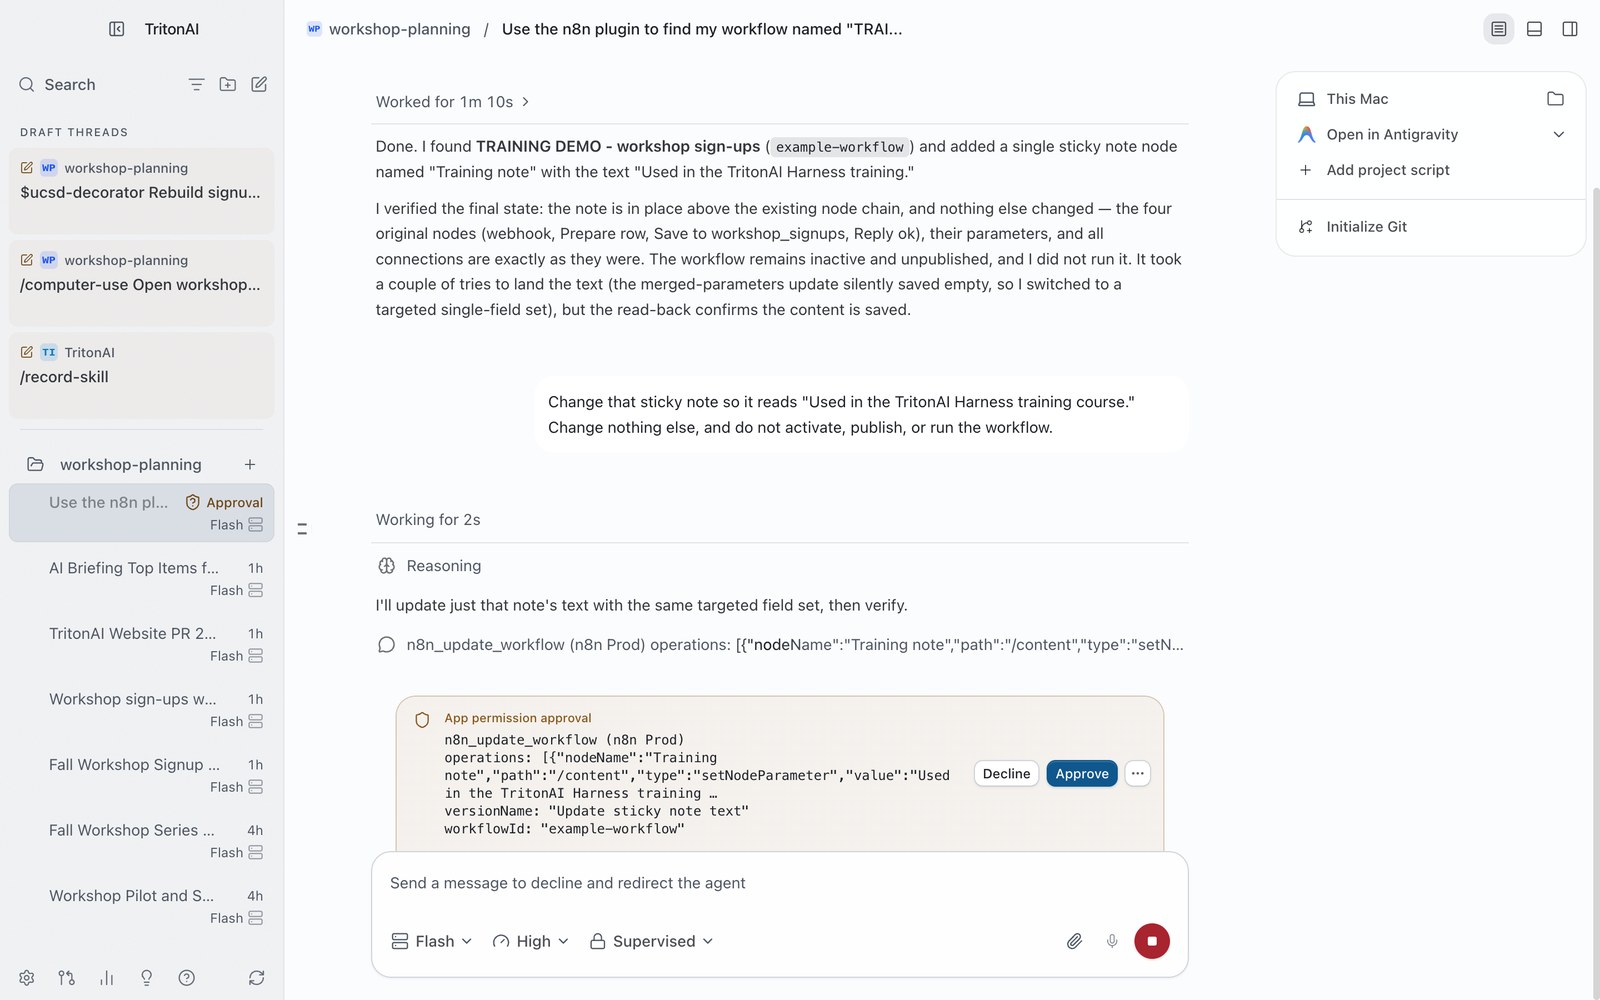 TritonAI
Search
DRAFT THREADS
WP workshop-planning
$ucsd-decorator Rebuild signu...
WP workshop-planning
/computer-use Open workshop...
TI TritonAI
/record-skill
workshop-planning
Use the n8n pl... Approval
Flash
AI Briefing Top Items f... 1h
Flash
TritonAI Website PR 2... 1h
Flash
Workshop sign-ups w... 1h
Flash
Fall Workshop Signup ... 1h
Flash
Fall Workshop Series ... 4h
Flash
Workshop Pilot and S... 4h
Flash
WP workshop-planning / Use the n8n plugin to find my workflow named "TRAI...
Worked for 1m 10s
Done. I found TRAINING DEMO - workshop sign-ups (example-workflow) and added a single sticky note node
named "Training note" with the text "Used in the TritonAI Harness training."
I verified the final state: the note is in place above the existing node chain, and nothing else changed — the four
original nodes (webhook, Prepare row, Save to workshop_signups, Reply ok), their parameters, and all
connections are exactly as they were. The workflow remains inactive and unpublished, and I did not run it. It took
a couple of tries to land the text (the merged-parameters update silently saved empty, so I switched to a
targeted single-field set), but the read-back confirms the content is saved.
Change that sticky note so it reads "Used in the TritonAI Harness training course."
Change nothing else, and do not activate, publish, or run the workflow.
Working for 2s
Reasoning
I'll update just that note's text with the same targeted field set, then verify.
n8n_update_workflow (n8n Prod) operations: [{"nodeName":"Training note","path":"/content","type":"setN...
App permission approval
n8n_update_workflow (n8n Prod)
operations: [{"nodeName":"Training
note","path":"/content","type":"setNodeParameter","value":"Used
in the TritonAI Harness training …
versionName: "Update sticky note text"
workflowId: "example-workflow"
Decline
Approve
Send a message to decline and redirect the agent
Flash High Supervised
This Mac
Open in Antigravity
Add project script
Initialize Git